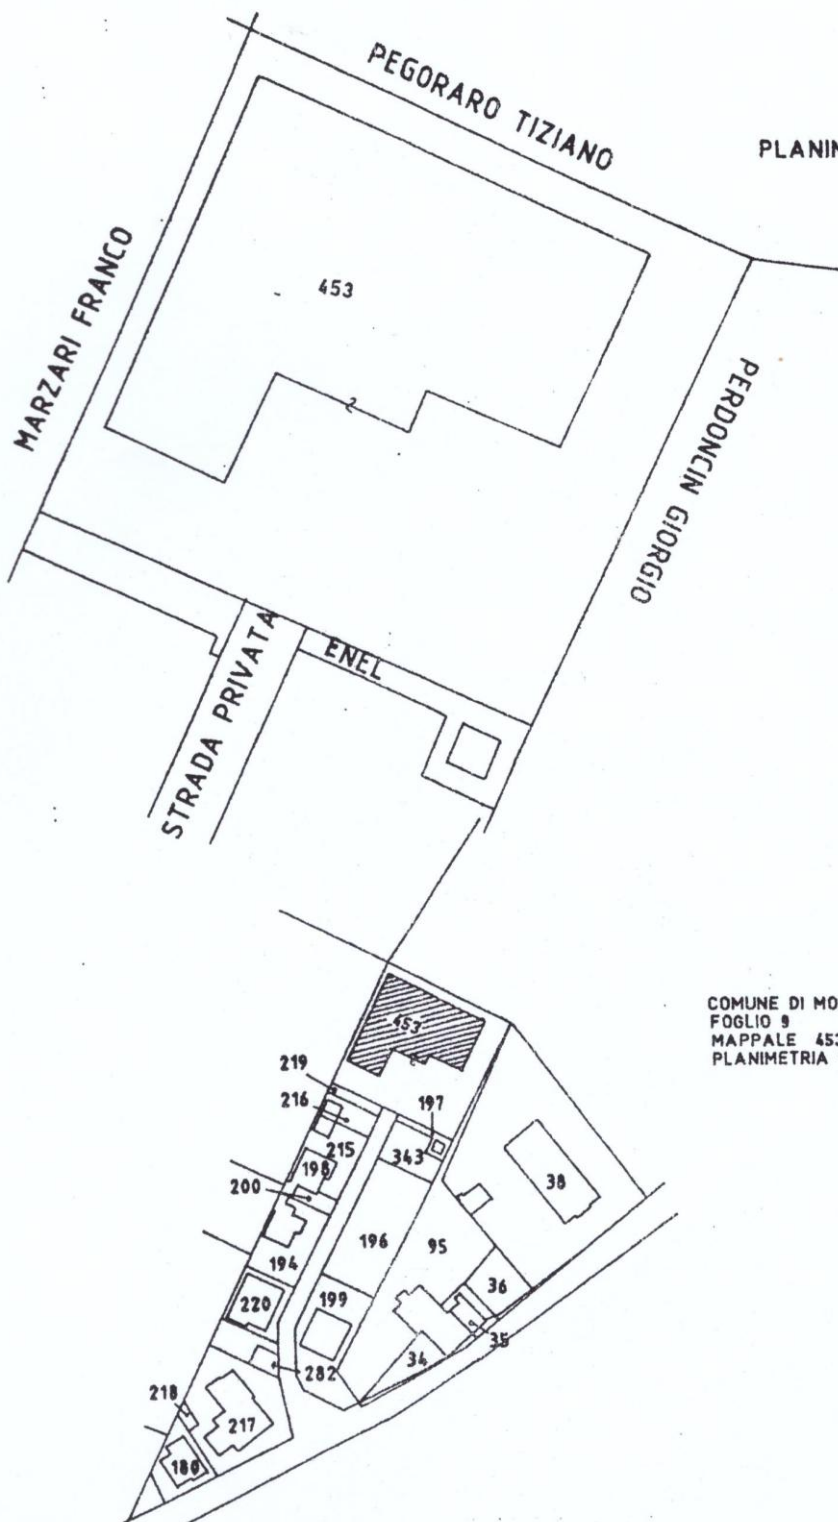 PEGORARO TIZIANO
PLANIM
MARZARI FRANCO
453
PERDONCIN GIORGIO
STRADA PRIVATA
ENEL
COMUNE DI MO
FOGLIO 9
MAPPALE 453
PLANIMETRIA
453
219
216
197
215
343
198
38
200
196
95
194
36
220
199
35
34
282
218
217
180